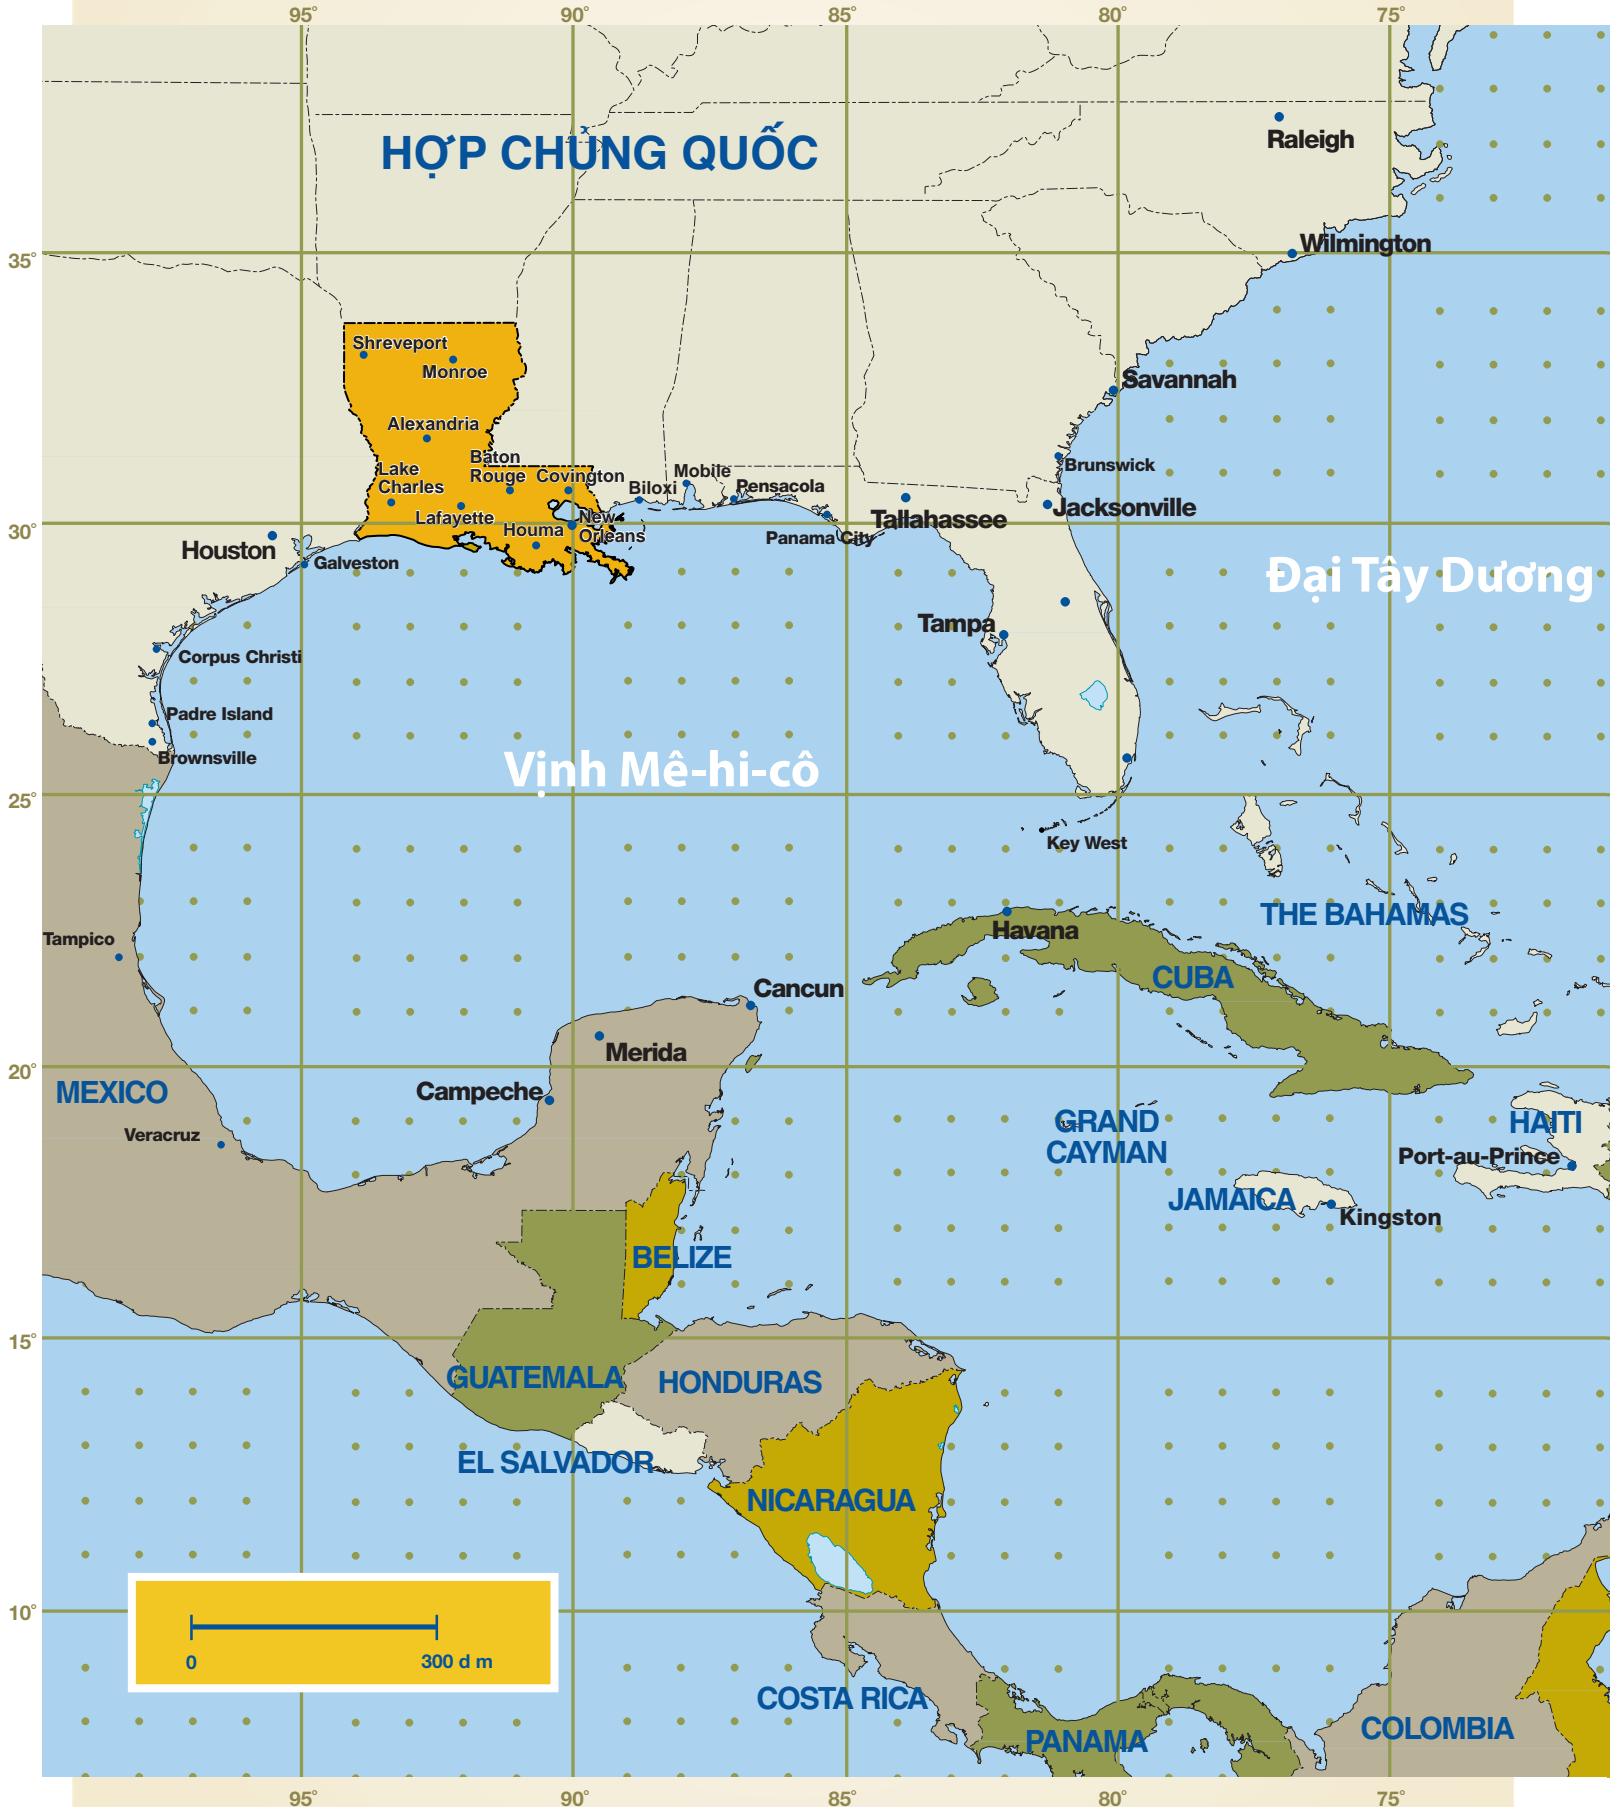 95°
90°
85°
80°
75°
HỢP CHỦNG QUỐC
Raleigh
Wilmington
35°
Shreveport
Monroe
Savannah
Alexandria
Baton
Rouge
Lake
Charles
Covington
Mobile
Biloxi
Pensacola
Brunswick
Lafayette
Houma
New
Orleans
Tallahassee
Jacksonville
30°
Panama City
Houston
Galveston
Đại Tây Dương
Tampa
Corpus Christi
Padre Island
Brownsville
Vịnh Mê-hi-cô
25°
Key West
THE BAHAMAS
Havana
Tampico
CUBA
Cancun
Merida
20°
MEXICO
Campeche
GRAND
CAYMAN
HAITI
Veracruz
Port-au-Prince
JAMAICA
Kingston
BELIZE
15°
GUATEMALA
HONDURAS
EL SALVADOR
NICARAGUA
10°
0
300 d m
COSTA RICA
PANAMA
COLOMBIA
95°
90°
85°
80°
75°